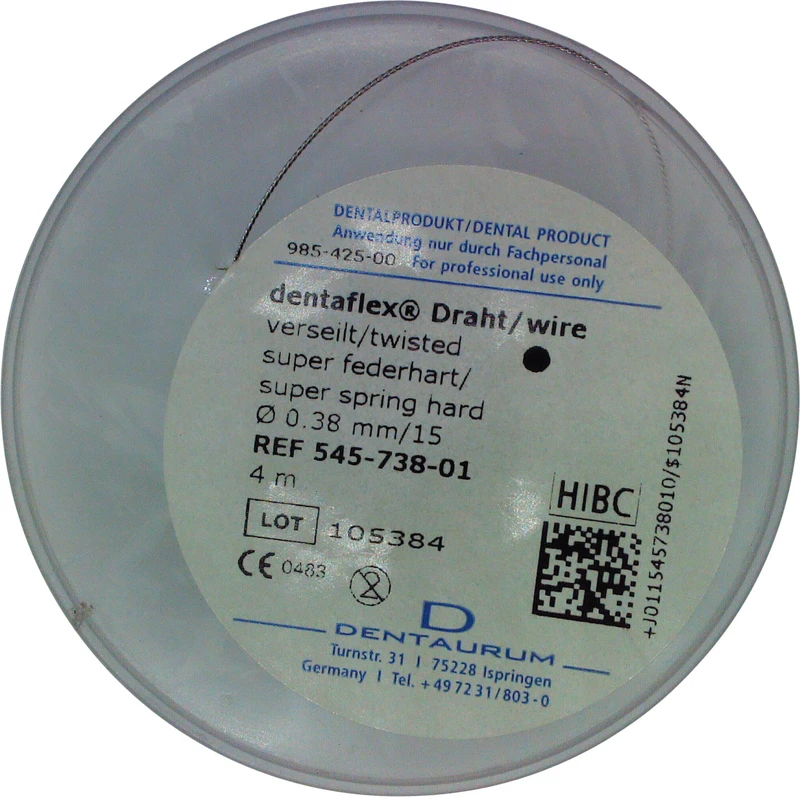 DENTALPRODUKT/DENTAL PRODUCT
Anwendung nur durch Fachpersonal
985-425-00 For professional use only
dentaflex® Draht/wire
verseilt/twisted
super federhart/
super spring hard
Ø 0.38 mm/15
REF 545-738-01
4 m
LOT 105384
CE 0483
HIBC
+J011545738010/$105384N
D
DENTAURUM
Turnstr. 31 | 75228 Ispringen
Germany | Tel. +49 72 31/803-0